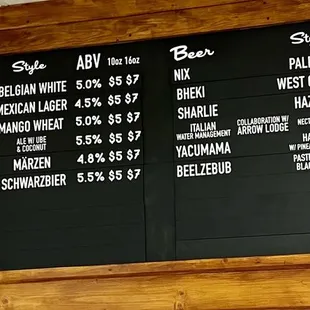 Style ABV 10oz 16oz
BELGIAN WHITE 5.0% $5 $7
MEXICAN LAGER 4.5% $5 $7
MANGO WHEAT 5.0% $5 $7
ALE W/ UBE
& COCONUT 5.5% $5 $7
MÄRZEN 4.8% $5 $7
SCHWARZBIER 5.5% $5 $7
Beer
NIX
BHEKI
SHARLIE
ITALIAN
WATER MANAGEMENT
COLLABORATION W/
ARROW LODGE
YACUMAMA
BEELZEBUB
WEST
W/